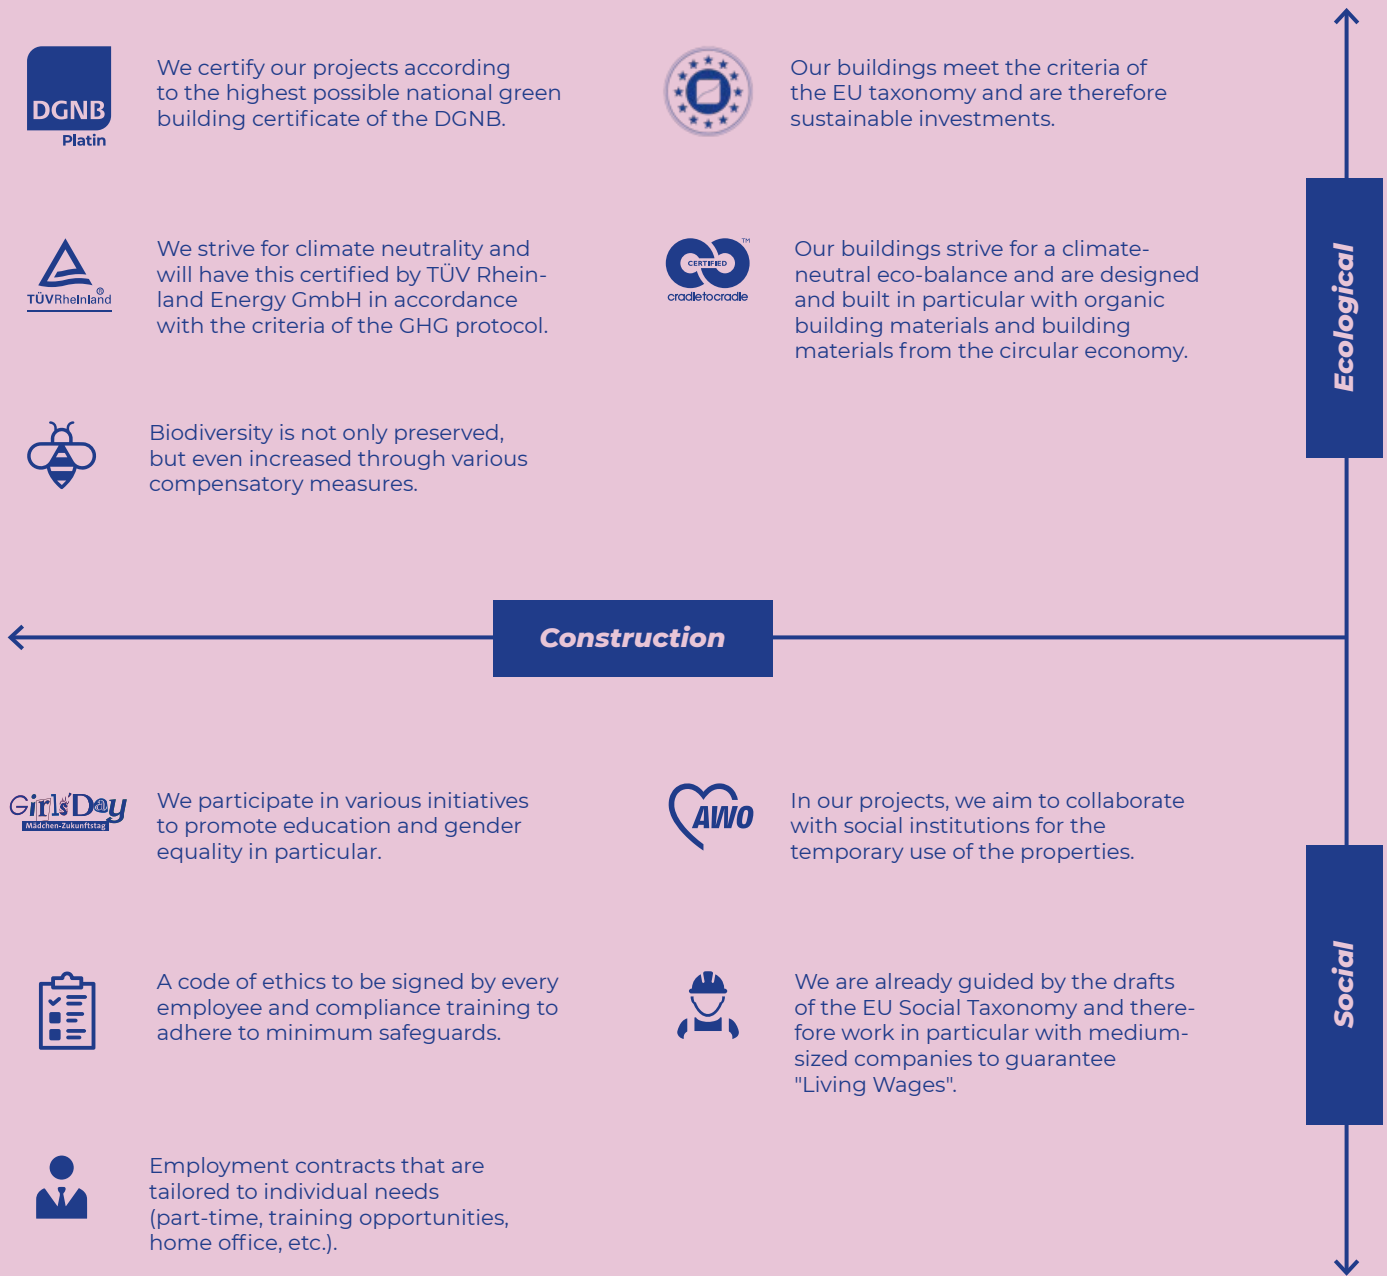 DGNB
Platin
We certify our projects according
to the highest possible national green
building certificate of the DGNB.
Our buildings meet the criteria of
the EU taxonomy and are therefore
sustainable investments.
TÜVRheinland
®
We strive for climate neutrality and
will have this certified by TÜV Rhein-
land Energy GmbH in accordance
with the criteria of the GHG protocol.
TM
CERTIFIED
cradletocradle
Our buildings strive for a climate-
neutral eco-balance and are designed
and built in particular with organic
building materials and building
materials from the circular economy.
Ecological
Biodiversity is not only preserved,
but even increased through various
compensatory measures.
Construction
Girls'Day
Mädchen-Zukunftstag
We participate in various initiatives
to promote education and gender
equality in particular.
AWO
In our projects, we aim to collaborate
with social institutions for the
temporary use of the properties.
A code of ethics to be signed by every
employee and compliance training to
adhere to minimum safeguards.
We are already guided by the drafts
of the EU Social Taxonomy and there-
fore work in particular with medium-
sized companies to guarantee
"Living Wages".
Social
Employment contracts that are
tailored to individual needs
(part-time, training opportunities,
home office, etc.).